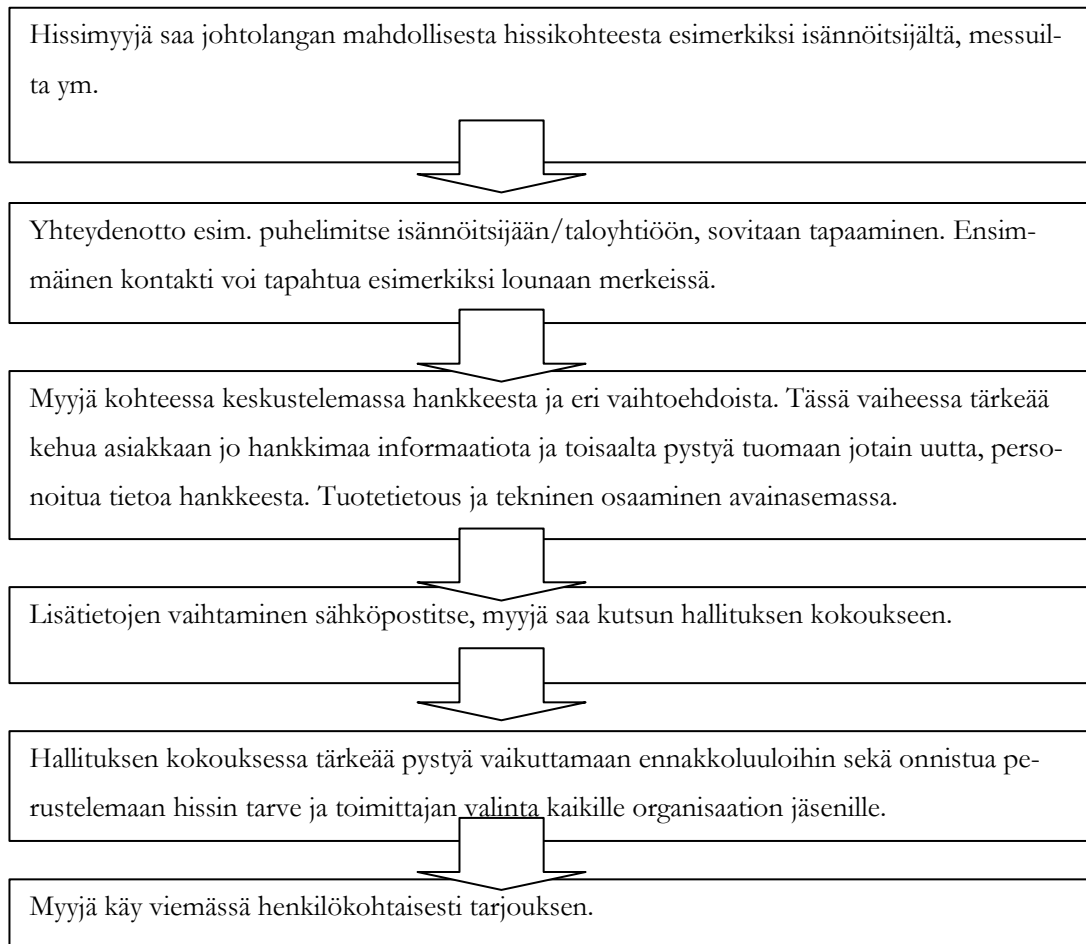 Hissimyyjä saa johtolangan mahdollisesta hissikohteesta esimerkiksi isännöitsijältä, messuil-
ta ym.
Yhteydenotto esim. puhelimitse isännöitsijään/taloyhtiöön, sovitaan tapaaminen. Ensim-
mäinen kontakti voi tapahtua esimerkiksi lounaan merkeissä.
Myyjä kohteessa keskustelemassa hankkeesta ja eri vaihtoehdoista. Tässä vaiheessa tärkeää
kehua asiakkaan jo hankkimaa informaatiota ja toisaalta pystyä tuomaan jotain uutta, perso-
noitua tietoa hankkeesta. Tuotetietous ja tekninen osaaminen avainasemassa.
Lisätietojen vaihtaminen sähköpostitse, myyjä saa kutsun hallituksen kokoukseen.
Hallituksen kokouksessa tärkeää pystyä vaikuttamaan ennakkoluuloihin sekä onnistua pe-
rustelemaan hissin tarve ja toimittajan valinta kaikille organisaation jäsenille.
Myyjä käy viemässä henkilökohtaisesti tarjouksen.